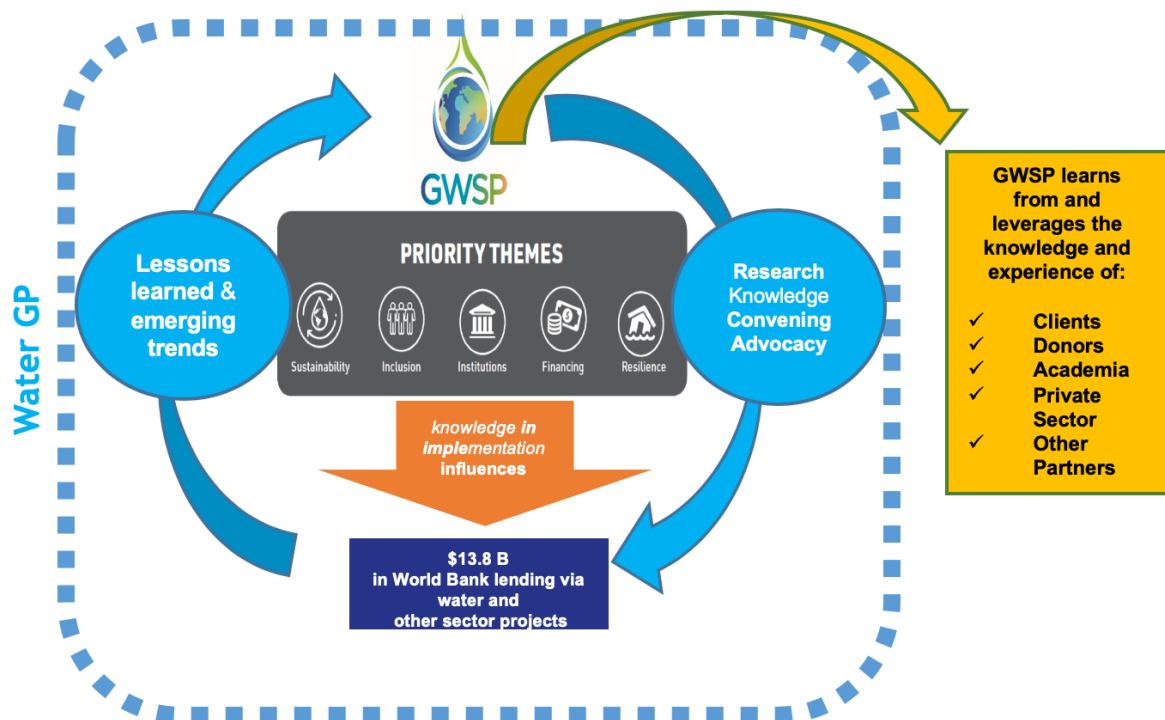 Water GP
GWSP
PRIORITY THEMES
Sustainability
Inclusion
Institutions
Financing
Resilience
Lessons
learned &
emerging
trends
Research
Knowledge
Convening
Advocacy
knowledge in
implementation
influences
$13.8 B
in World Bank lending via
water and
other sector projects
GWSP learns
from and
leverages the
knowledge and
experience of:
✓ Clients
✓ Donors
✓ Academia
✓ Private
Sector
✓ Other
Partners